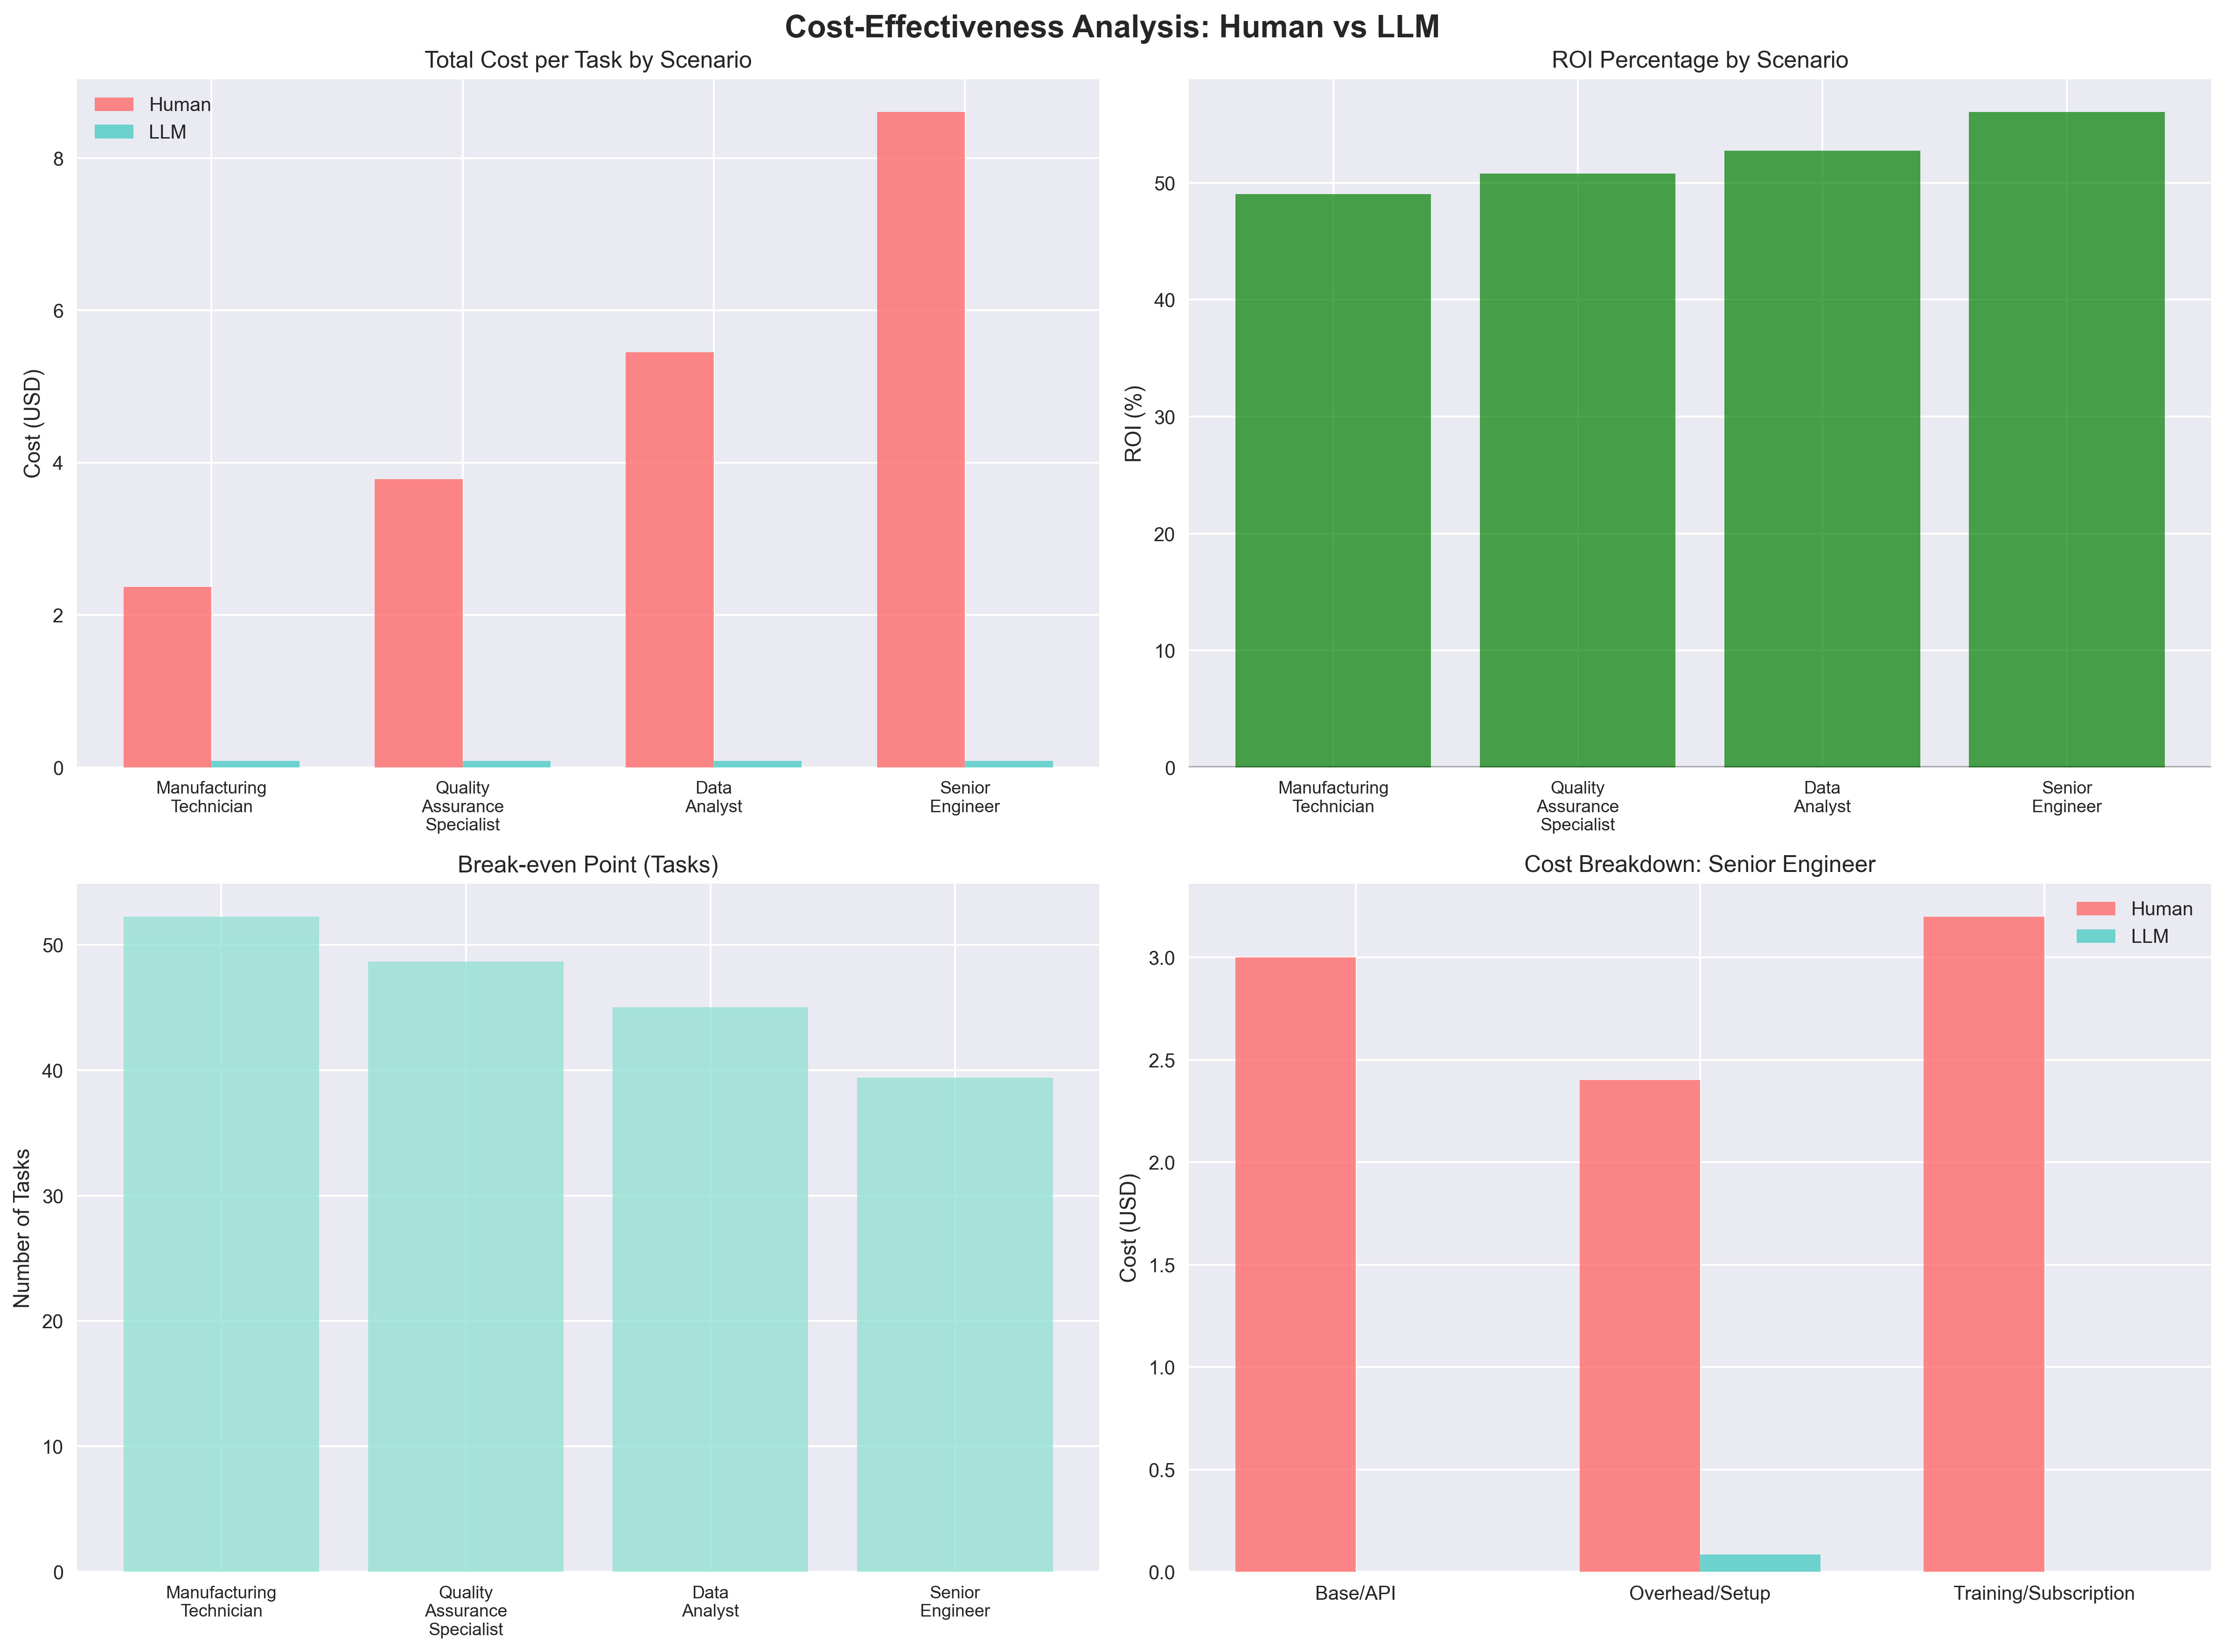 Cost-Effectiveness Analysis: Human vs LLM
Total Cost per Task by Scenario
Human
LLM
Cost (USD)
8
6
4
2
0
Manufacturing
Technician
Quality
Assurance
Specialist
Data
Analyst
Senior
Engineer
ROI Percentage by Scenario
ROI (%)
50
40
30
20
10
0
Manufacturing
Technician
Quality
Assurance
Specialist
Data
Analyst
Senior
Engineer
Break-even Point (Tasks)
Number of Tasks
50
40
30
20
10
0
Manufacturing
Technician
Quality
Assurance
Specialist
Data
Analyst
Senior
Engineer
Cost Breakdown: Senior Engineer
Human
LLM
Cost (USD)
3.0
2.5
2.0
1.5
1.0
0.5
0.0
Base/API
Overhead/Setup
Training/Subscription